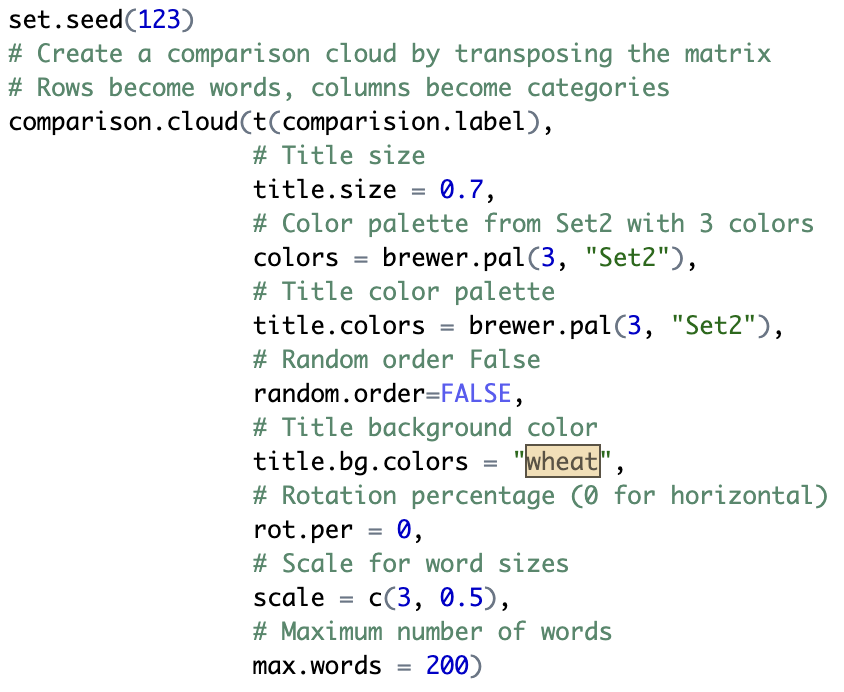 set.seed(123)
# Create a comparison cloud by transposing the matrix
# Rows become words, columns become categories
comparison.cloud(t(comparision.label),
# Title size
title.size = 0.7,
# Color palette from Set2 with 3 colors
colors = brewer.pal(3, "Set2"),
# Title color palette
title.colors = brewer.pal(3, "Set2"),
# Random order False
random.order=FALSE,
# Title background color
title.bg.colors = "wheat",
# Rotation percentage (0 for horizontal)
rot.per = 0,
# Scale for word sizes
scale = c(3, 0.5),
# Maximum number of words
max.words = 200)